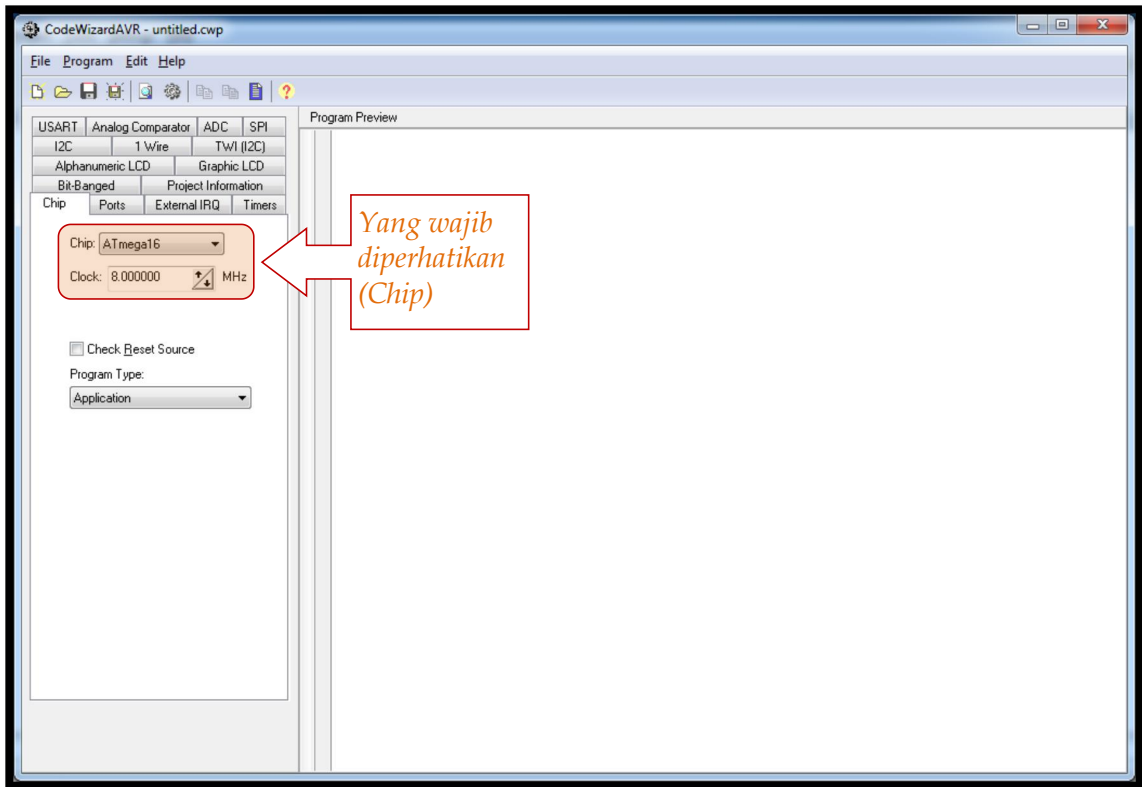 CodeWizardAVR - untitled.cwp
File Program Edit Help
USART Analog Comparator ADC SPI
I2C 1 Wire TWI (I2C)
Alphanumeric LCD Graphic LCD
Bit-Banged Project Information
Chip Ports External IRQ Timers
Chip: ATmega16
Clock: 8.000000 MHz
Check Reset Source
Program Type:
Application
Program Preview
Yang wajib
diperhatikan
(Chip)